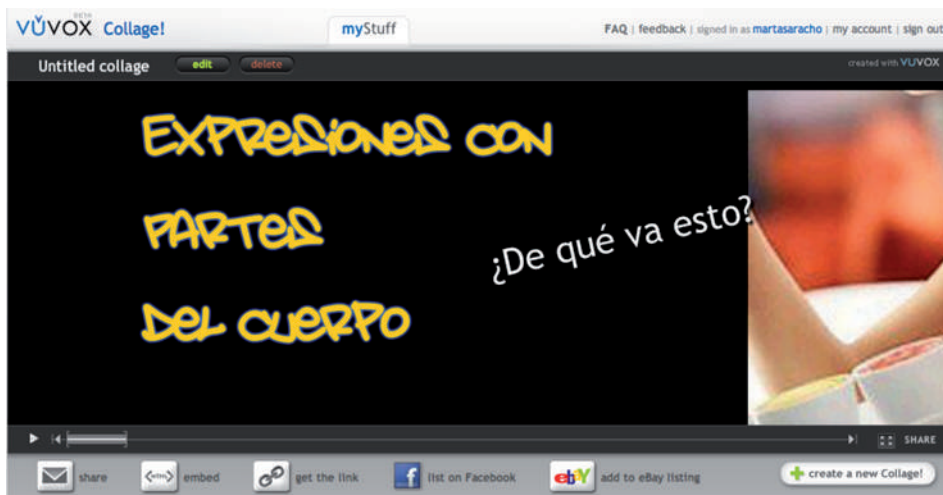 VUVOX BETA Collage! myStuff FAQ | feedback | signed in as martasaracho | my account | sign out
Untitled collage edit delete created with VUVOX
EXPRESIONES CON
PARTES
¿De qué va esto?
DEL CUERPO
SHARE
share <HTML> embed get the link f list on Facebook ebY add to eBay listing create a new Collage!